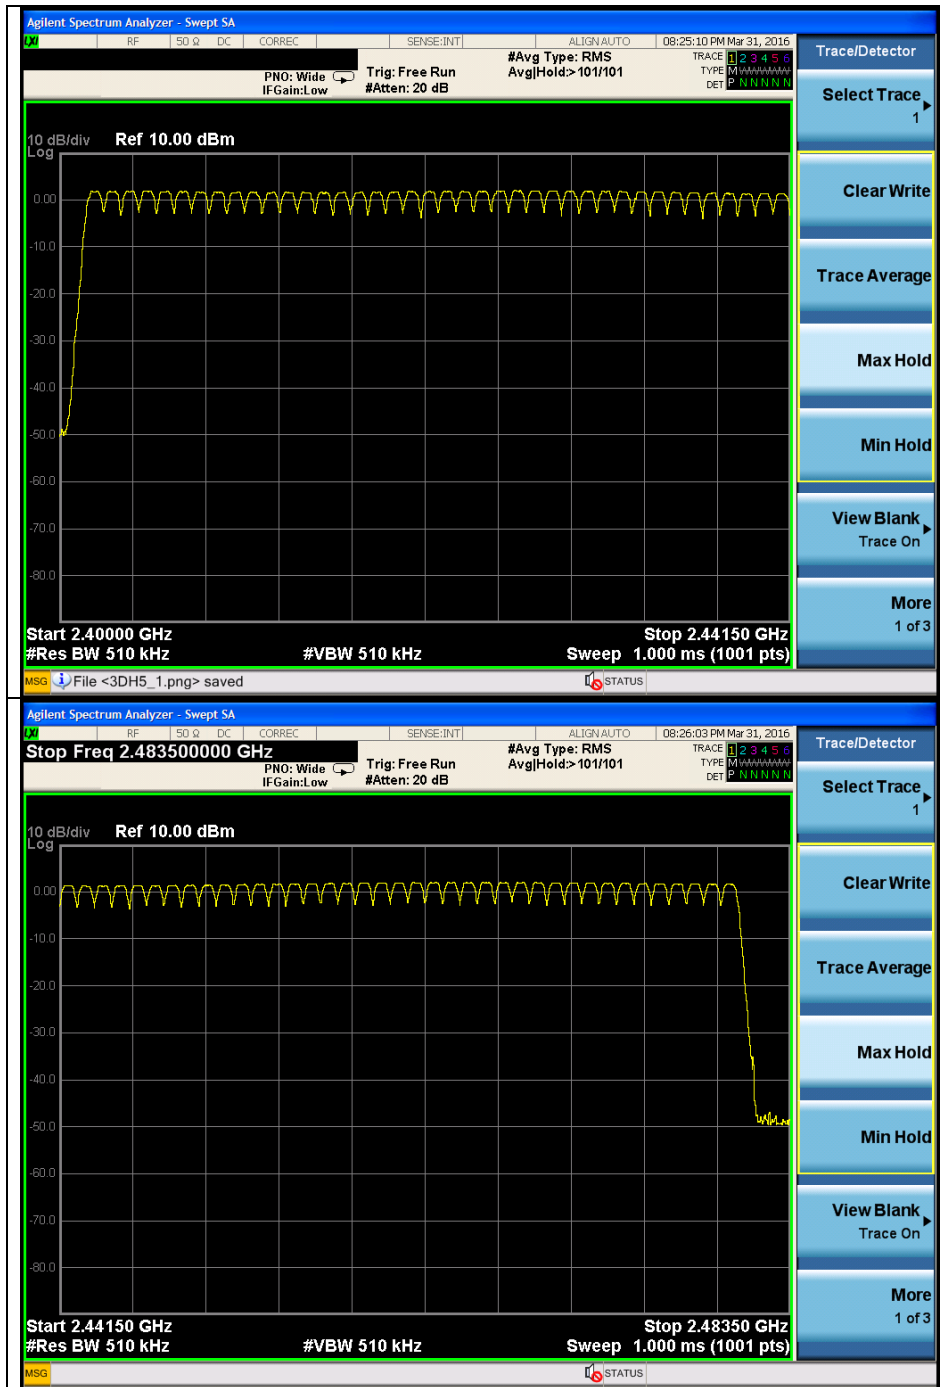 Agilent Spectrum Analyzer - Swept SA
LXI RF 50 Ω DC CORREC SENSE:INT ALIGN AUTO 08:25:10 PM Mar 31, 2016
PNO: Wide
IFGain:Low
Trig: Free Run
#Atten: 20 dB
#Avg Type: RMS
Avg|Hold:> 101/101
TRACE 1 2 3 4 5 6
TYPE M WWWWW
DET P N N N N N
Trace/Detector
Select Trace
1
Clear Write
Trace Average
Max Hold
Min Hold
View Blank
Trace On
More
1 of 3
10 dB/div Ref 10.00 dBm
Log
0.00
-10.0
-20.0
-30.0
-40.0
-50.0
-60.0
-70.0
-80.0
Start 2.40000 GHz Stop 2.44150 GHz
#Res BW 510 kHz #VBW 510 kHz Sweep 1.000 ms (1001 pts)
MSG File <3DH5_1.png> saved STATUS
Agilent Spectrum Analyzer - Swept SA
LXI RF 50 Ω DC CORREC SENSE:INT ALIGN AUTO 08:26:03 PM Mar 31, 2016
Stop Freq 2.483500000 GHz
PNO: Wide
IFGain:Low
Trig: Free Run
#Atten: 20 dB
#Avg Type: RMS
Avg|Hold:> 101/101
TRACE 1 2 3 4 5 6
TYPE M WWWWW
DET P N N N N N
Trace/Detector
Select Trace
1
Clear Write
Trace Average
Max Hold
Min Hold
View Blank
Trace On
More
1 of 3
10 dB/div Ref 10.00 dBm
Log
0.00
-10.0
-20.0
-30.0
-40.0
-50.0
-60.0
-70.0
-80.0
Start 2.44150 GHz Stop 2.48350 GHz
#Res BW 510 kHz #VBW 510 kHz Sweep 1.000 ms (1001 pts)
MSG STATUS